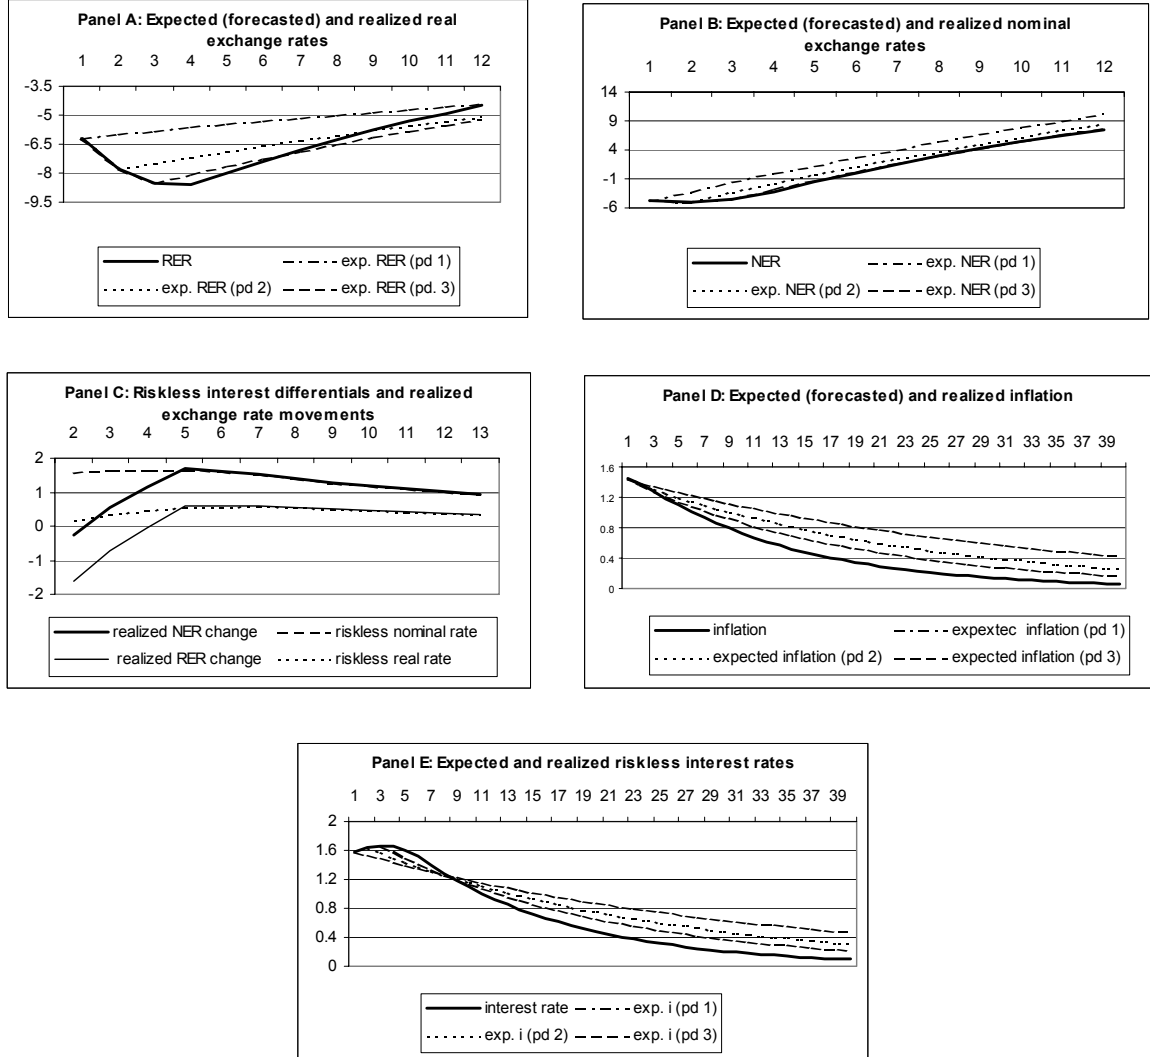 Panel A: Expected (forecasted) and realized real
exchange rates
1 2 3 4 5 6 7 8 9 10 11 12
-3.5
-5
-6.5
-8
-9.5
RER exp. RER (pd 1)
exp. RER (pd 2) exp. RER (pd. 3)
Panel B: Expected (forecasted) and realized nominal
exchange rates
1 2 3 4 5 6 7 8 9 10 11 12
14
9
4
-1
-6
NER exp. NER (pd 1)
exp. NER (pd 2) exp. NER (pd 3)
Panel C: Riskless interest differentials and realized
exchange rate movements
2 3 4 5 6 7 8 9 10 11 12 13
2
1
0
-1
-2
realized NER change riskless nominal rate
realized RER change riskless real rate
Panel D: Expected (forecasted) and realized inflation
1 3 5 7 9 11 13 15 17 19 21 23 25 27 29 31 33 35 37 39
1.6
1.2
0.8
0.4
0
inflation expextec inflation (pd 1)
expected inflation (pd 2) expected inflation (pd 3)
Panel E: Expected and realized riskless interest rates
1 3 5 7 9 11 13 15 17 19 21 23 25 27 29 31 33 35 37 39
2
1.6
1.2
0.8
0.4
0
interest rate exp. i (pd 1)
exp. i (pd 2) exp. i (pd 3)